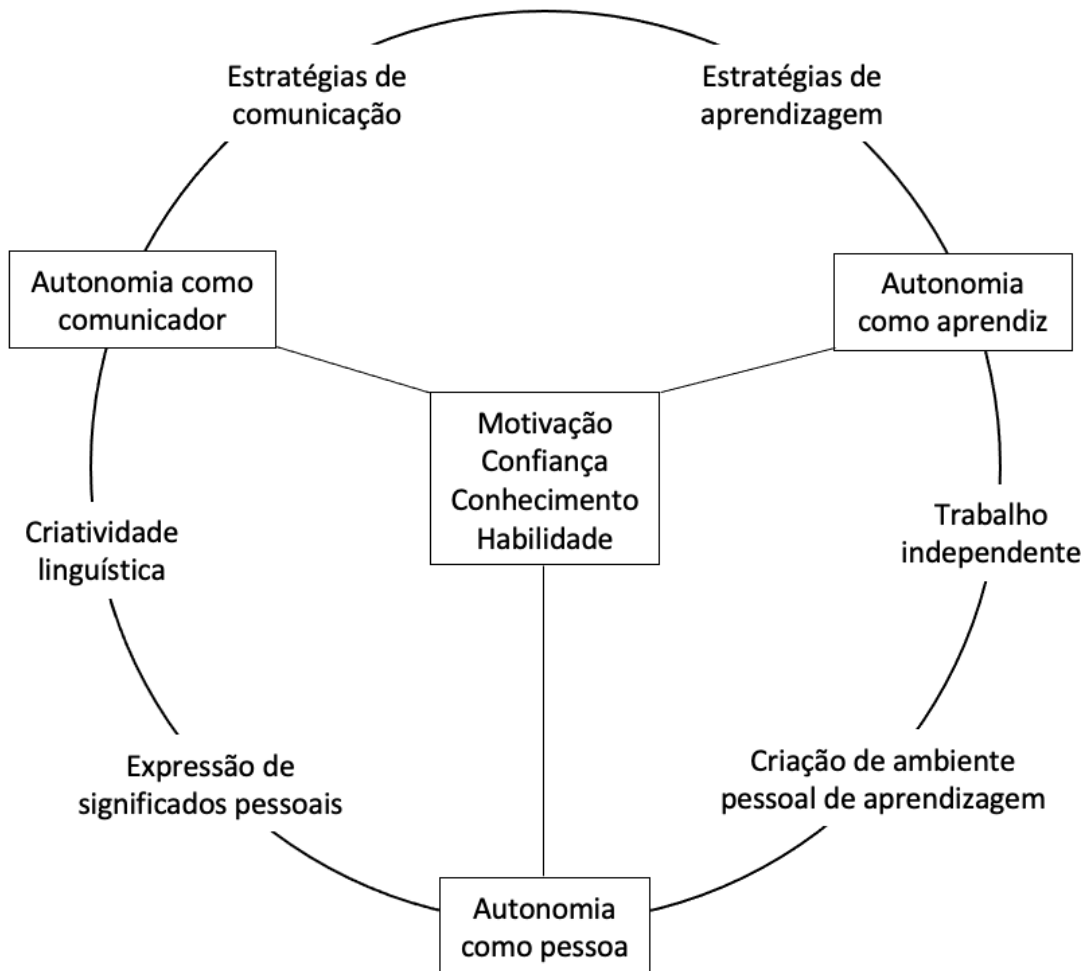 Estratégias de
comunicação
Estratégias de
aprendizagem
Autonomia como
comunicador
Autonomia
como aprendiz
Motivação
Confiança
Conhecimento
Habilidade
Criatividade
linguística
Trabalho
independente
Expressão de
significados pessoais
Criação de ambiente
pessoal de aprendizagem
Autonomia
como pessoa